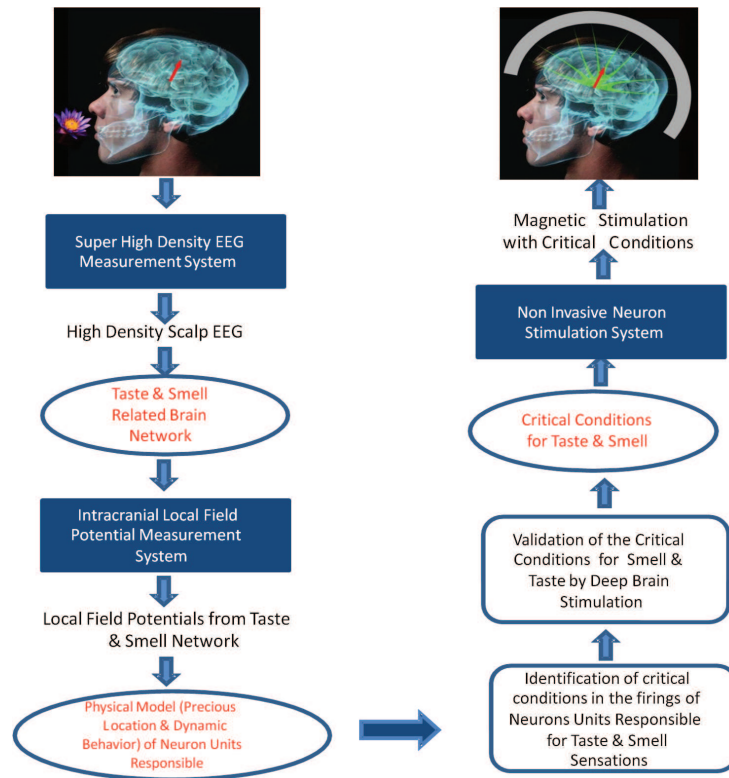 Super High Density EEG
Measurement System
High Density Scalp EEG
Taste & Smell
Related Brain
Network
Intracranial Local Field
Potential Measurement
System
Local Field Potentials from Taste
& Smell Network
Physical Model (Precious
Location & Dynamic
Behavior) of Neuron Units
Responsible
Identification of critical
conditions in the firings of
Neurons Units Responsible
for Taste & Smell
Sensations
Validation of the Critical
Conditions for Smell &
Taste by Deep Brain
Stimulation
Critical Conditions
for Taste & Smell
Non Invasive Neuron
Stimulation System
Magnetic Stimulation
with Critical Conditions